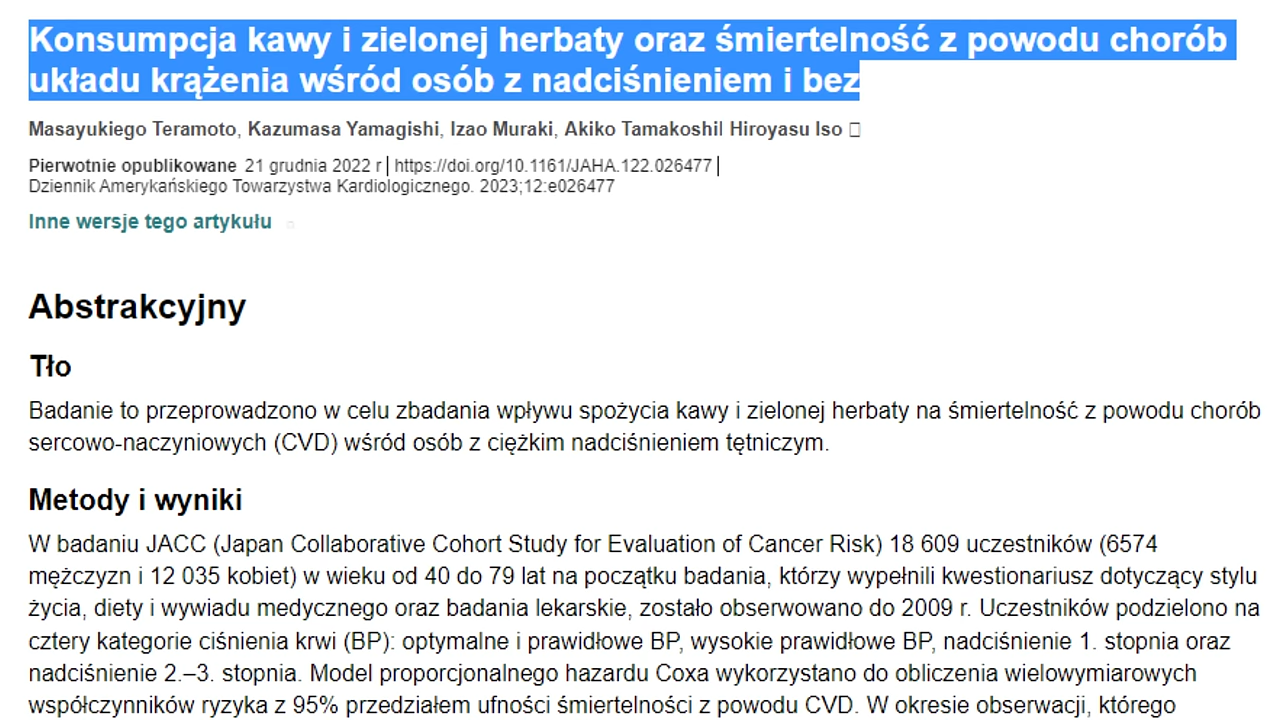 Konsumpcja kawy i zielonej herbaty oraz śmiertelność z powodu chorób
układu krążenia wśród osób z nadciśnieniem i bez
Masayukiego Teramoto, Kazumasa Yamagishi, Izao Muraki, Akiko TamakoshiI Hiroyasu Iso
Pierwotnie opublikowane 21 grudnia 2022 r | https://doi.org/10.1161/JAHA.122.026477 |
Dziennik Amerykańskiego Towarzystwa Kardiologicznego. 2023;12:e026477
Inne wersje tego artykułu
Abstrakcyjny
Tło
Badanie to przeprowadzono w celu zbadania wpływu spożycia kawy i zielonej herbaty na śmiertelność z powodu chorób
sercowo-naczyniowych (CVD) wśród osób z ciężkim nadciśnieniem tętniczym.
Metody i wyniki
W badaniu JACC (Japan Collaborative Cohort Study for Evaluation of Cancer Risk) 18 609 uczestników (6574
mężczyzn i 12 035 kobiet) w wieku od 40 do 79 lat na początku badania, którzy wypełnili kwestionariusz dotyczący stylu
życia, diety i wywiadu medycznego oraz badania lekarskie, zostało obserwowano do 2009 r. Uczestników podzielono na
cztery kategorie ciśnienia krwi (BP): optymalne i prawidłowe BP, wysokie prawidłowe BP, nadciśnienie 1. stopnia oraz
nadciśnienie 2.–3. stopnia. Model proporcjonalnego hazardu Coxa wykorzystano do obliczenia wielowymiarowych
współczynników ryzyka z 95% przedziałem ufności śmiertelności z powodu CVD. W okresie obserwacji, którego